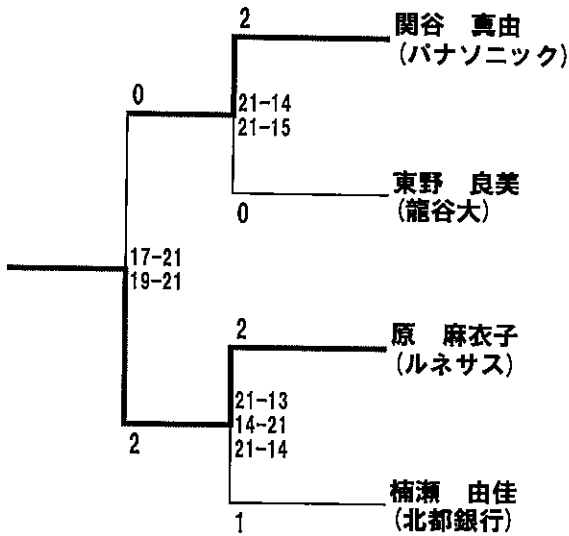 2
関谷 真由
(パナソニック)
0
21-14
21-15
東野 良美
(龍谷大)
0
17-21
19-21
2
原 麻衣子
(ルネサス)
21-13
14-21
21-14
2
楠瀬 由佳
(北都銀行)
1